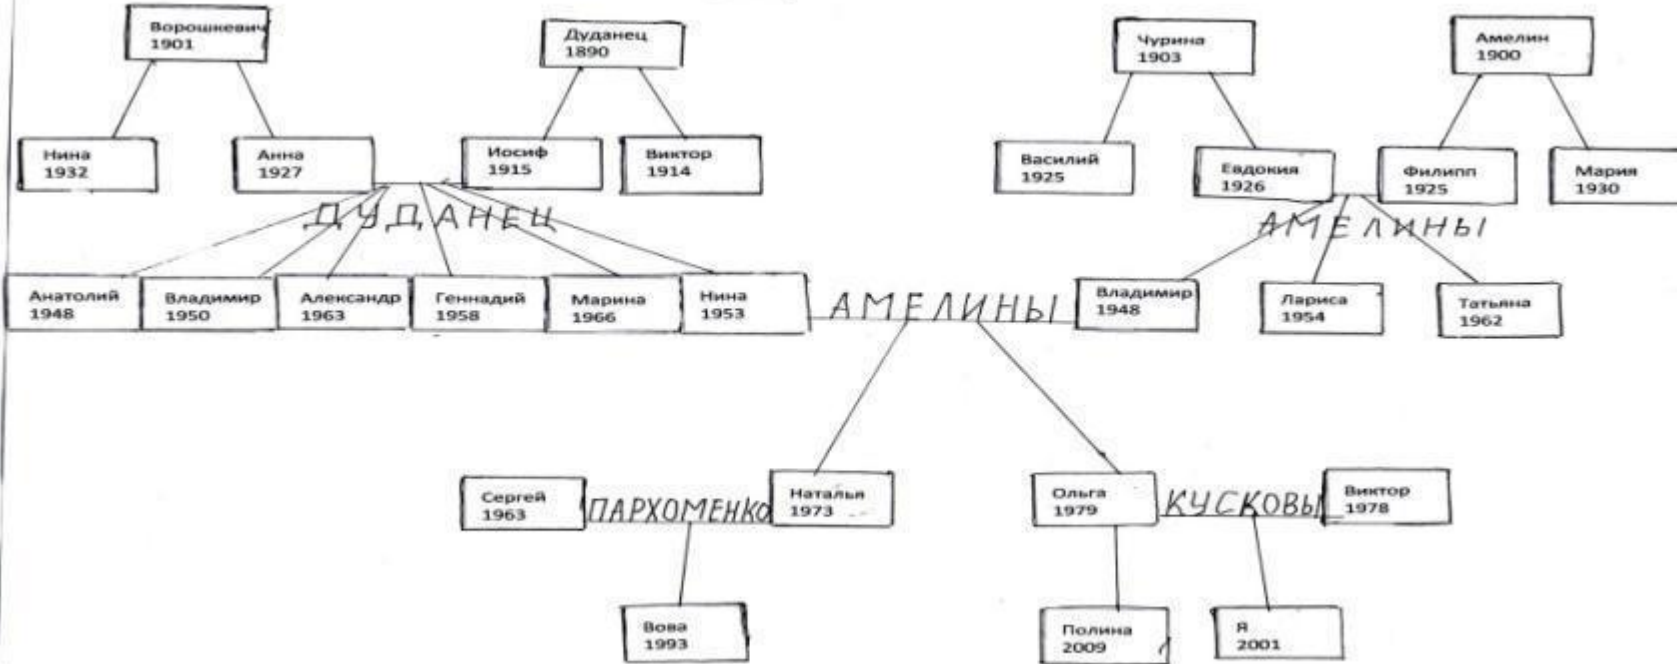 Ворошкевич
1901
Дуданец
1890
Чурина
1903
Амелин
1900
Нина
1932
Анна
1927
Иосиф
1915
Виктор
1914
Василий
1925
Евдокия
1926
Филипп
1925
Мария
1930
ДУДАНЕЦ
АМЕЛИНЫ
Анатолий
1948
Владимир
1950
Александр
1963
Геннадий
1958
Марина
1966
Нина
1953
АМЕЛИНЫ
Владимир
1948
Лариса
1954
Татьяна
1962
Сергей
1963
ПАРХОМЕНКО
Наталья
1973
Ольга
1979
КУСКОВЫ
Виктор
1978
Вова
1993
Полина
2009
Я
2001